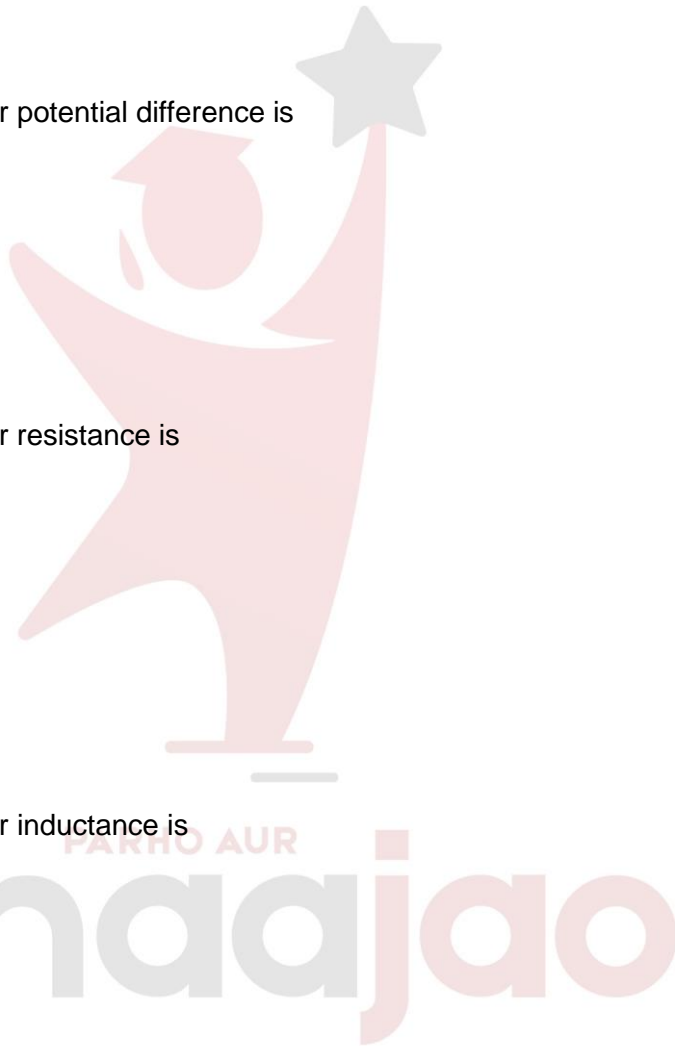 r potential difference is
r resistance is
r inductance is
PARHO AUR
naajao